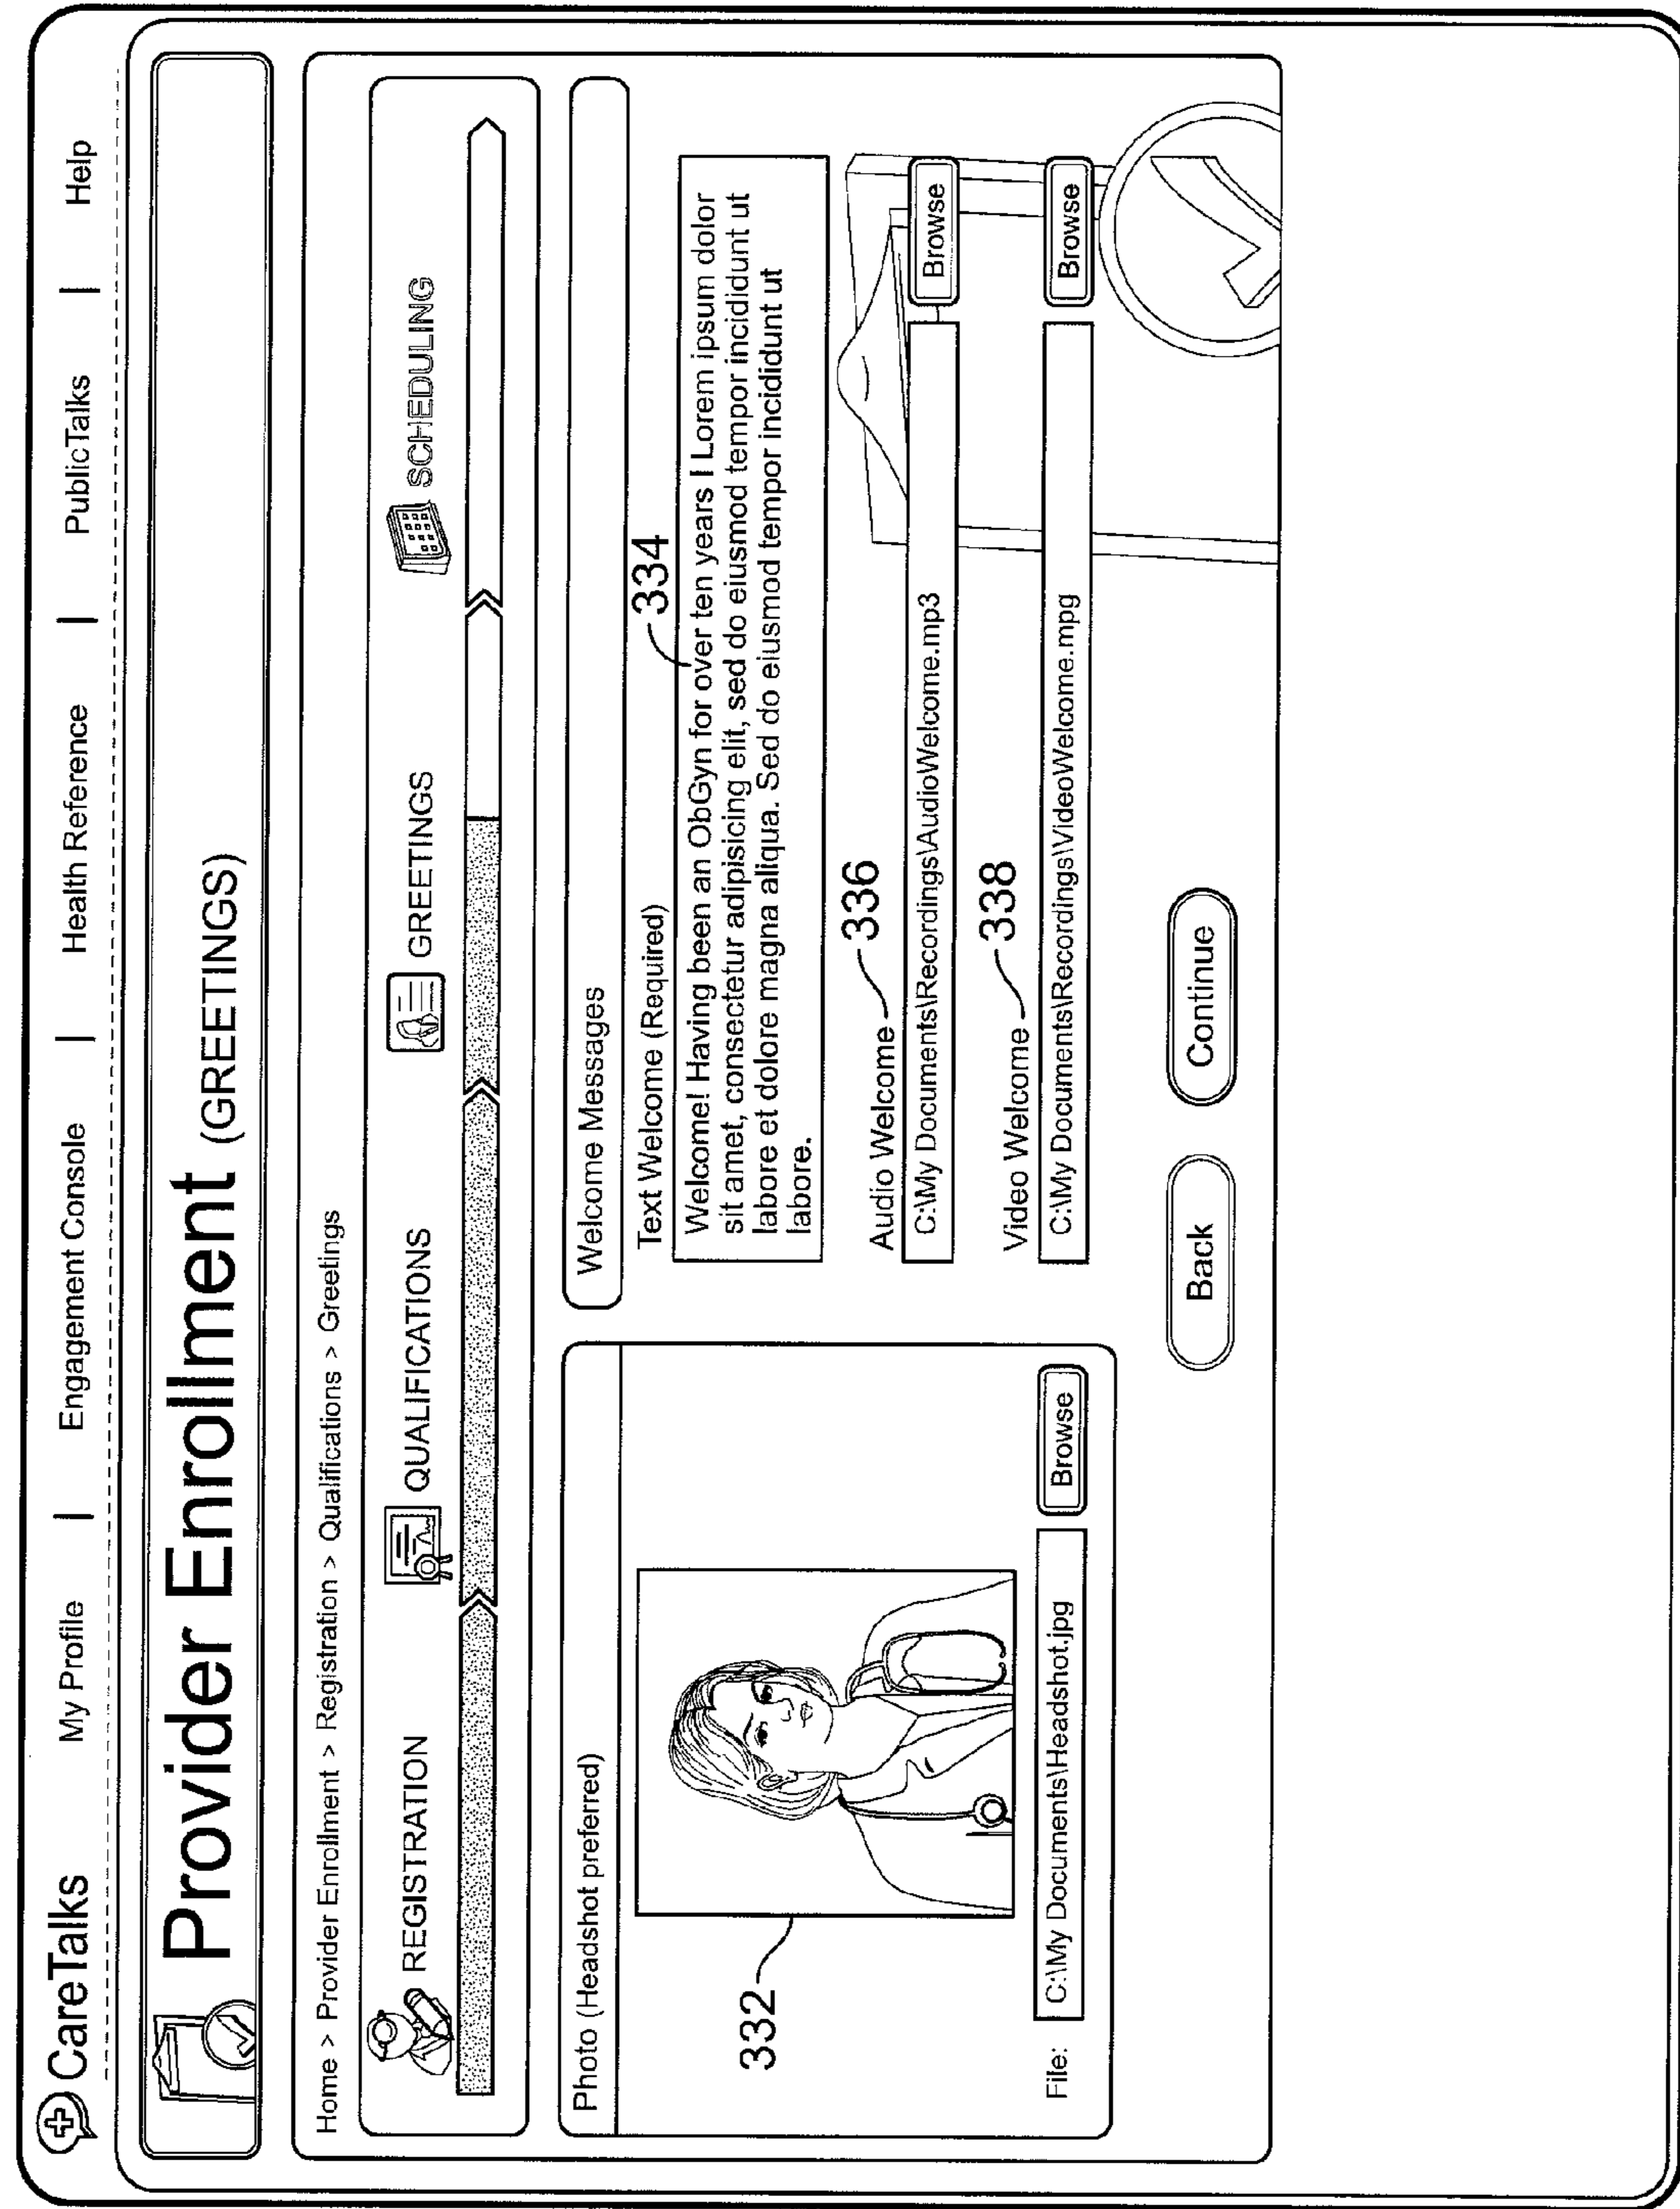 CareTalks
My Profile | Engagement Console | Health Reference | PublicTalks | Help
Provider Enrollment (GREETINGS)
Home > Provider Enrollment > Registration > Qualifications > Greetings
REGISTRATION
QUALIFICATIONS
GREETINGS
SCHEDULING
Photo (Headshot preferred)
332
File: C:\My Documents\Headshot.jpg Browse
Welcome Messages
Text Welcome (Required)
334
Welcome! Having been an ObGyn for over ten years I Lorem ipsum dolor
sit amet, consectetur adipisicing elit, sed do eiusmod tempor incididunt ut
labore et dolore magna aliqua. Sed do eiusmod tempor incididunt ut
labore.
Audio Welcome 336
C:\My Documents\Recordings\AudioWelcome.mp3 Browse
Video Welcome 338
C:\My Documents\Recordings\VideoWelcome.mpg Browse
Back Continue